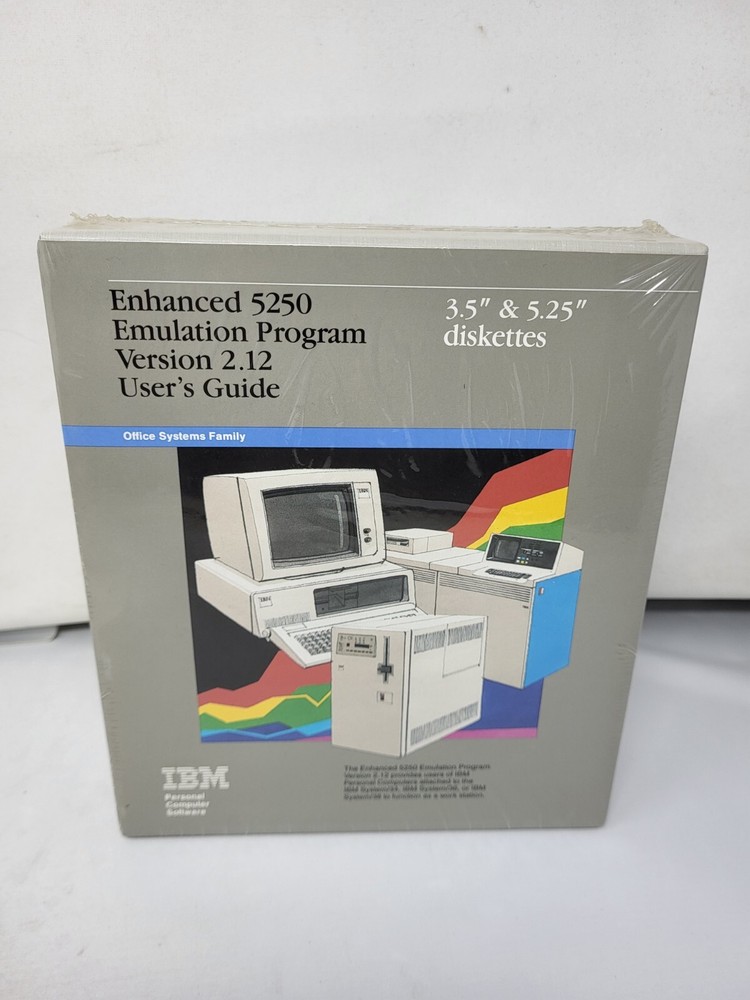 Enhanced 5250
Emulation Program
Version 2.12
User's Guide
3.5" & 5.25"
diskettes
Office Systems Family
IBM
IBM
IBM
Personal
Computer
Software
The Enhanced 5250 Emulation Program
Version 2.12 provides users of IBM
Personal Computers attached to the
IBM System/34, IBM System/36, or IBM
System/38 to function as a work station.